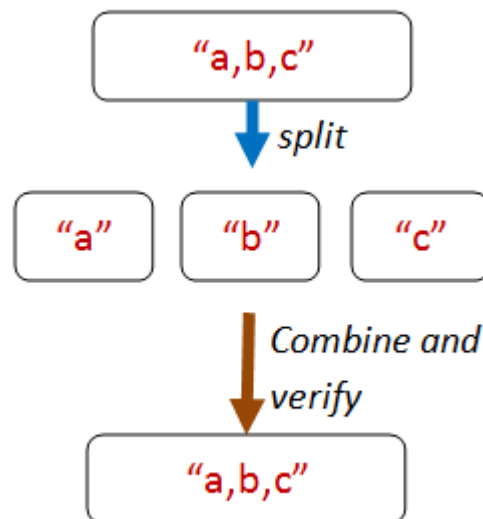 “a,b,c”
split
“a” “b” “c”
Combine and
verify
“a,b,c”